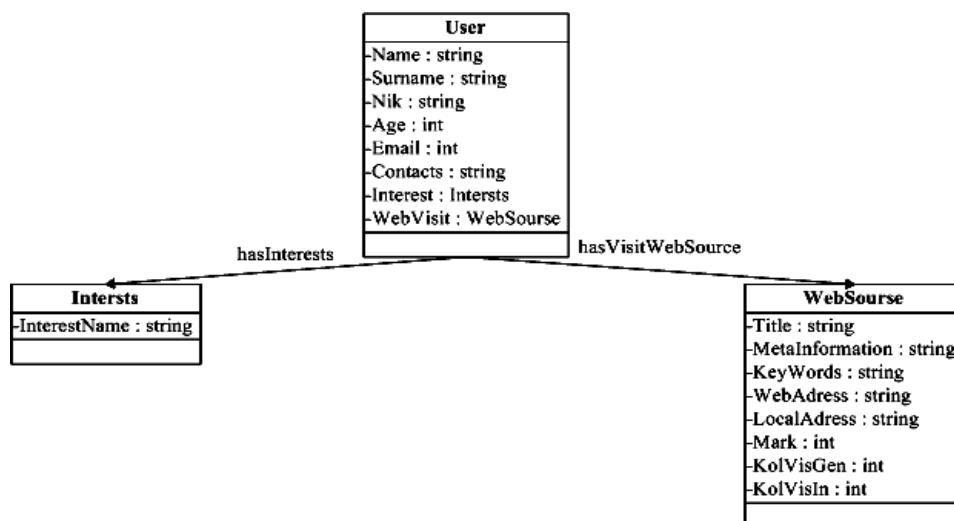 User
-Name : string
-Surname : string
-Nik : string
-Age : int
-Email : int
-Contacts : string
-Interest : Intersts
-WebVisit : WebSourse
hasInterests
hasVisitWebSource
Intersts
-InterestName : string
WebSourse
-Title : string
-MetaInformation : string
-KeyWords : string
-WebAdress : string
-LocalAdress : string
-Mark : int
-KolVisGen : int
-KolVisIn : int